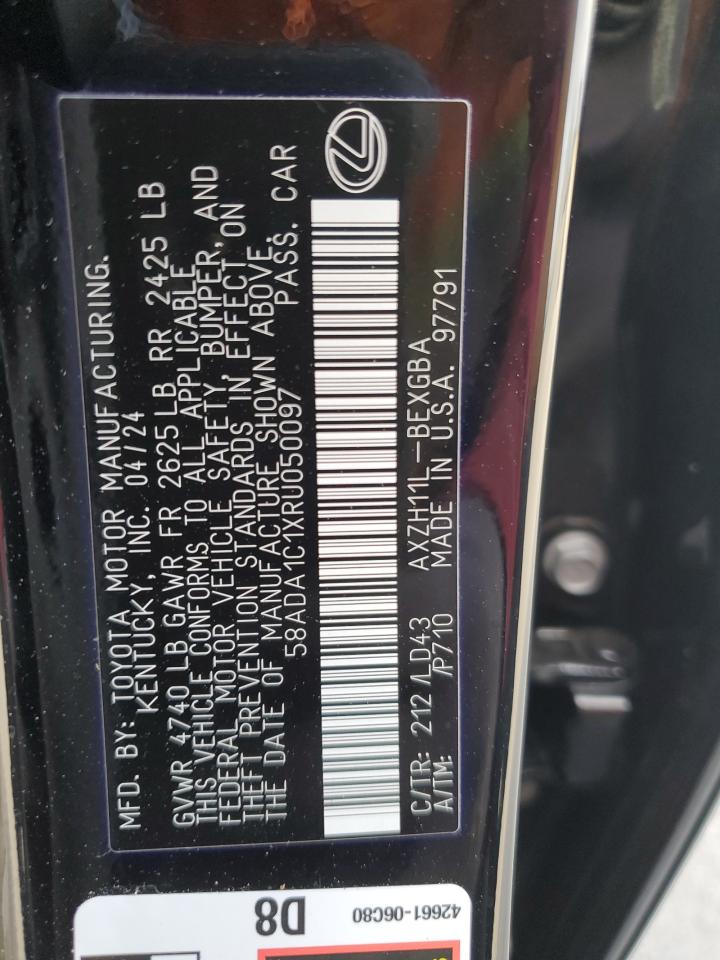 MFD. BY: TOYOTA MOTOR MANUFACTURING.
KENTUCKY, INC. 04/24
GVWR 4740 LB GAWR FR 2625 LB RR 2425 LB
THIS VEHICLE CONFORMS TO ALL APPLICABLE
FEDERAL MOTOR VEHICLE SAFETY, BUMPER, AND
THEFT PREVENTION STANDARDS IN EFFECT ON
THE DATE OF MANUFACTURE SHOWN ABOVE.
58ADA1C1XRU050097 PASS. CAR
C/TR: 212 /LD43 AXZH11L-BEXGBA
A/TM: /P710 MADE IN U.S.A. 97791
D8
42661-06C80